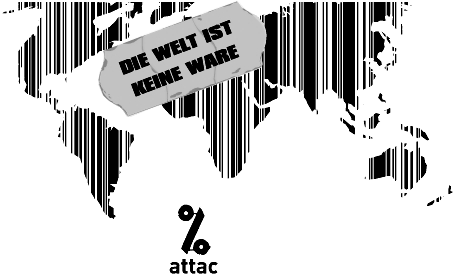 DIE WELT IST
KEINE WARE
%
attac